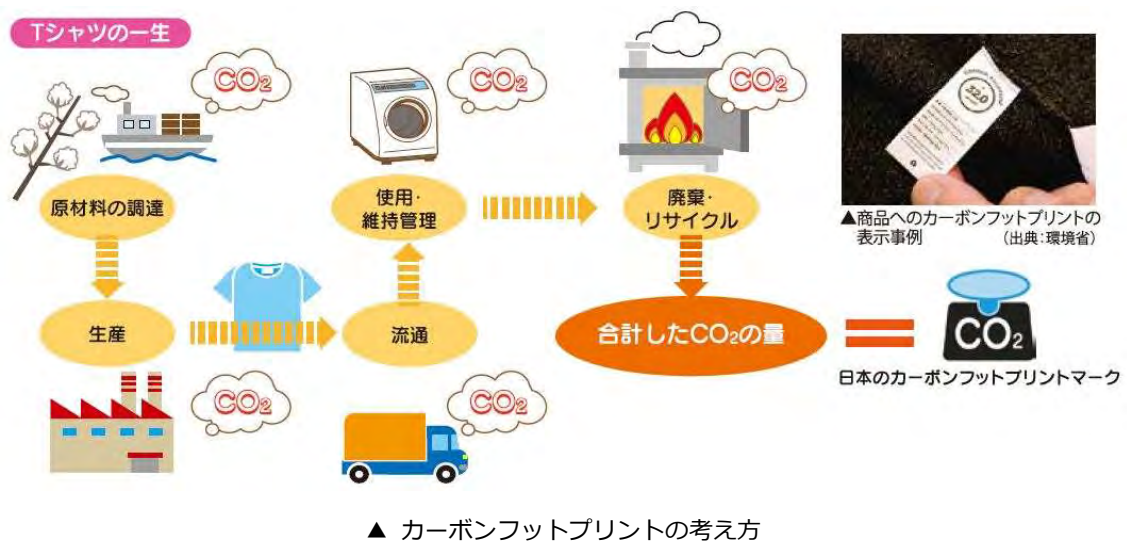 Tシャツの一生
CO₂
CO₂
CO₂
原材料の調達
使用・
維持管理
廃棄・
リサイクル
32.0
▲商品へのカーボンフットプリントの
表示事例 (出典：環境省)
生産
流通
合計したCO₂の量
CO₂
日本のカーボンフットプリントマーク
CO₂
CO₂
▲ カーボンフットプリントの考え方